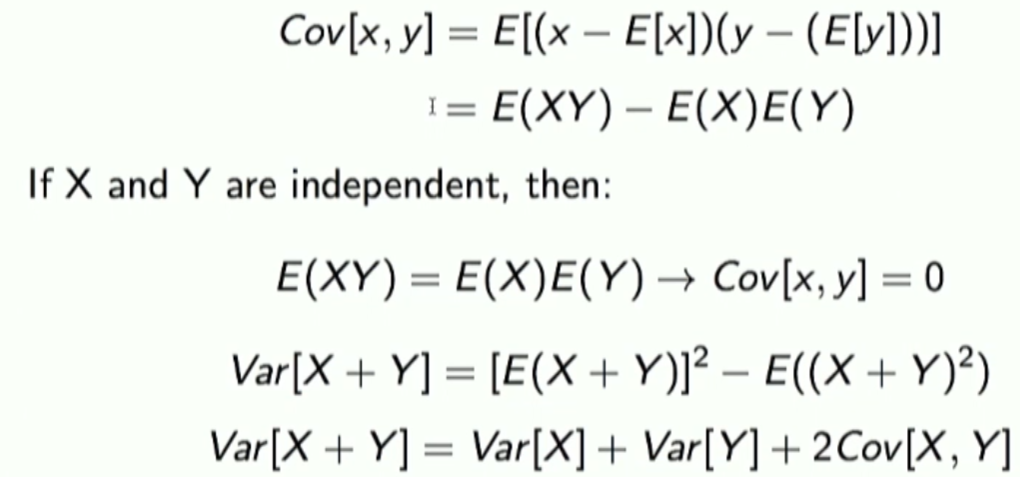 Cov[x, y] = E[(x − E[x])(y − (E[y]))]
= E(XY) − E(X)E(Y)
If X and Y are independent, then:
E(XY) = E(X)E(Y) → Cov[x, y] = 0
Var[X + Y] = [E(X + Y)]² − E((X + Y)²)
Var[X + Y] = Var[X] + Var[Y] + 2Cov[X, Y]